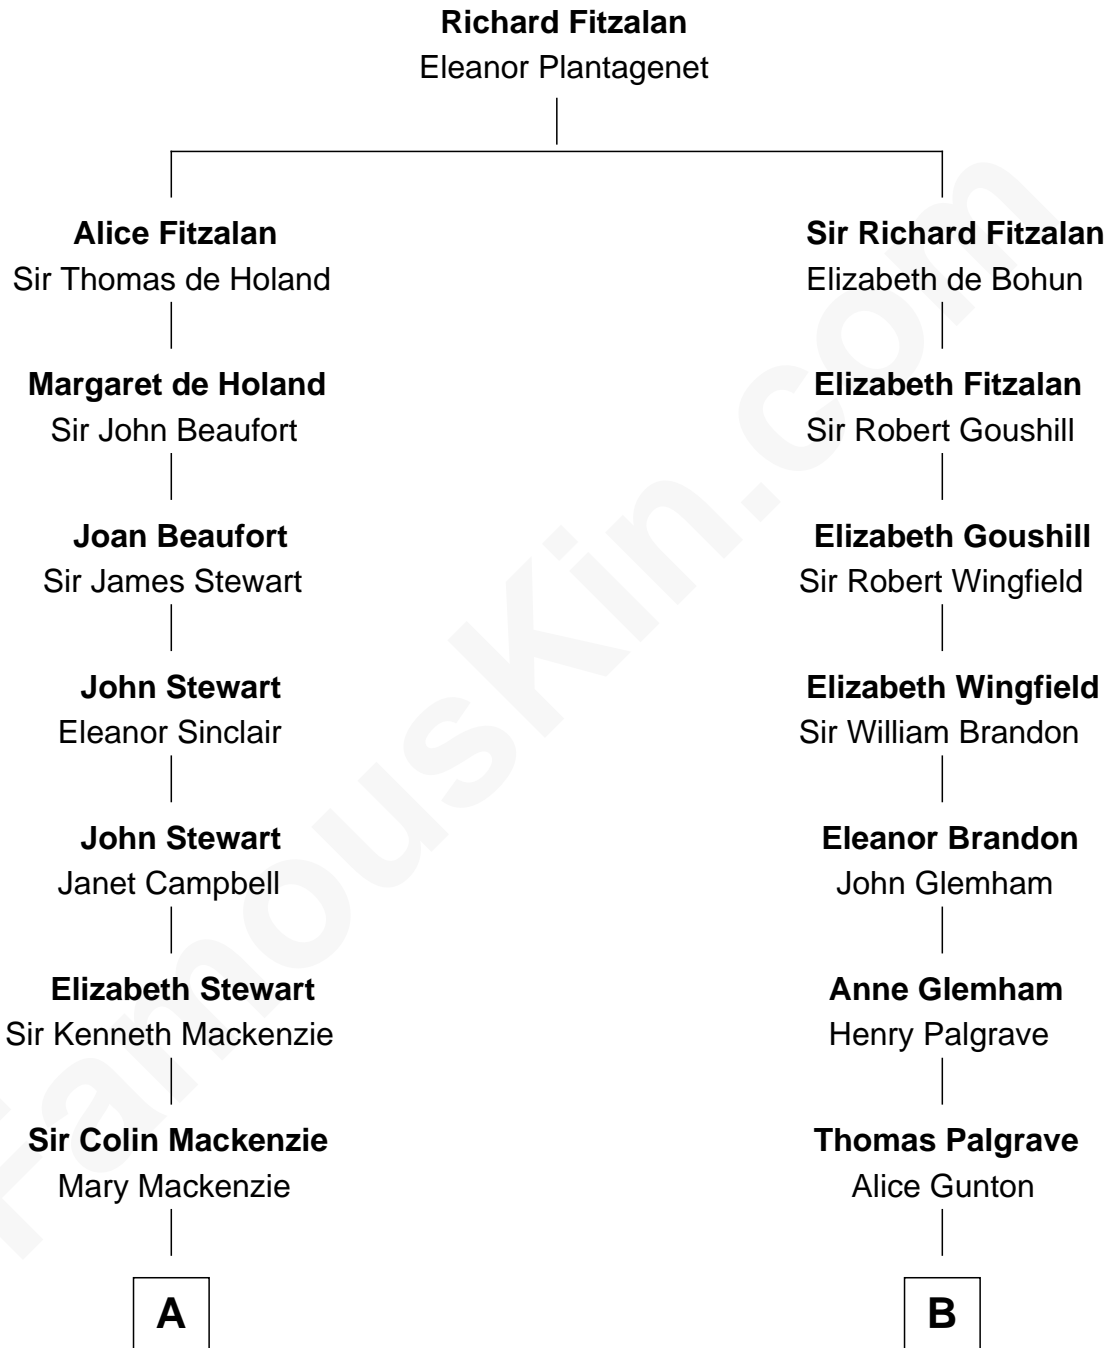 Richard Fitzalan
Eleanor Plantagenet
Alice Fitzalan
Sir Thomas de Holand
Margaret de Holand
Sir John Beaufort
Joan Beaufort
Sir James Stewart
John Stewart
Eleanor Sinclair
John Stewart
Janet Campbell
Elizabeth Stewart
Sir Kenneth Mackenzie
Sir Colin Mackenzie
Mary Mackenzie
A
Sir Richard Fitzalan
Elizabeth de Bohun
Elizabeth Fitzalan
Sir Robert Goushill
Elizabeth Goushill
Sir Robert Wingfield
Elizabeth Wingfield
Sir William Brandon
Eleanor Brandon
John Glemham
Anne Glemham
Henry Palgrave
Thomas Palgrave
Alice Gunton
B
FamousKin.com